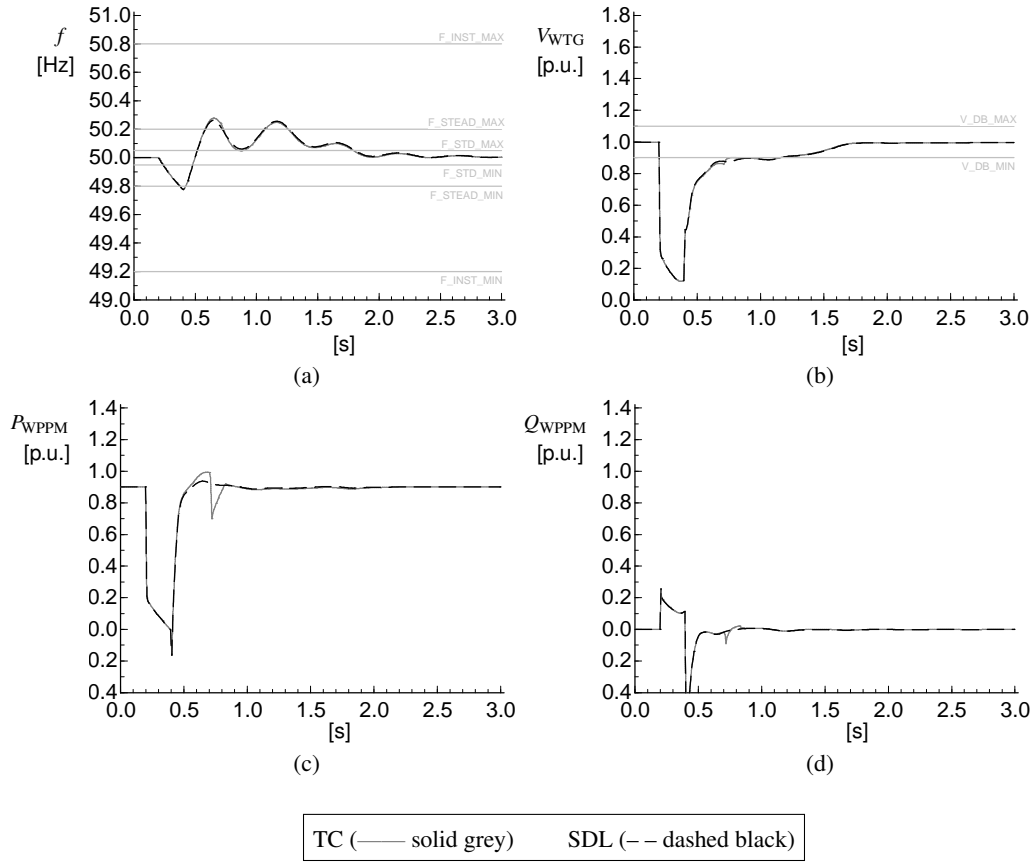 f
[Hz]
51.0
50.8
50.6
50.4
50.2
50.0
49.8
49.6
49.4
49.2
49.0
F_INST_MAX
F_STEAD_MAX
F_STD_MAX
F_STD_MIN
F_STEAD_MIN
F_INST_MIN
0.0 0.5 1.0 1.5 2.0 2.5 3.0
[s]
(a)
VWTG
[p.u.]
1.8
1.6
1.4
1.2
1.0
0.8
0.6
0.4
0.2
0.0
V_DB_MAX
V_DB_MIN
0.0 0.5 1.0 1.5 2.0 2.5 3.0
[s]
(b)
PWPPM
[p.u.]
1.4
1.2
1.0
0.8
0.6
0.4
0.2
0.0
0.2
0.4
0.0 0.5 1.0 1.5 2.0 2.5 3.0
[s]
(c)
QWPPM
[p.u.]
1.4
1.2
1.0
0.8
0.6
0.4
0.2
0.0
0.2
0.4
0.0 0.5 1.0 1.5 2.0 2.5 3.0
[s]
(d)
TC (—— solid grey) SDL (– – dashed black)